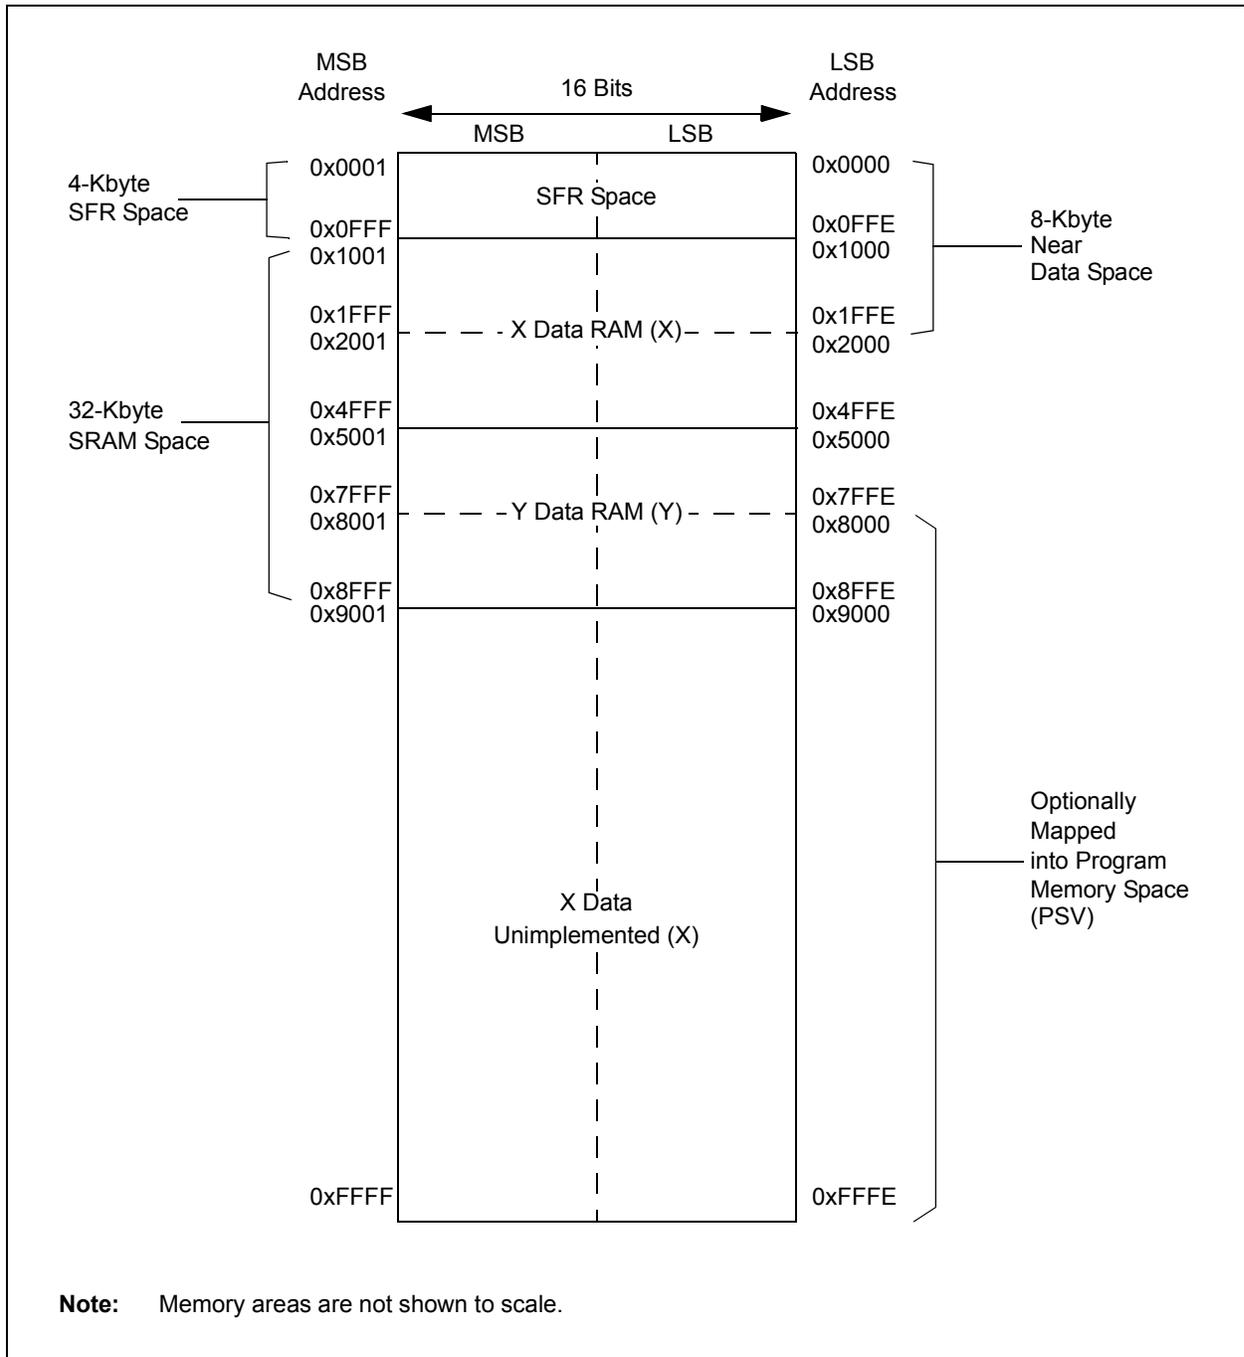 MSB
Address
16 Bits
LSB
Address
MSB
LSB
4-Kbyte
SFR Space
0x0001
0x0FFF
0x1001
SFR Space
0x0000
0x0FFE
0x1000
8-Kbyte
Near
Data Space
0x1FFF
0x2001
X Data RAM (X)
0x1FFE
0x2000
32-Kbyte
SRAM Space
0x4FFF
0x5001
0x4FFE
0x5000
0x7FFF
0x8001
Y Data RAM (Y)
0x7FFE
0x8000
0x8FFF
0x9001
0x8FFE
0x9000
X Data
Unimplemented (X)
Optionally
Mapped
into Program
Memory Space
(PSV)
0xFFFF
0xFFFE
Note: Memory areas are not shown to scale.